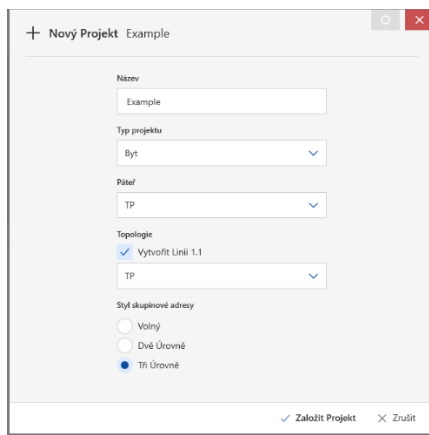 Nový Projekt Example
Název
Example
Typ projektu
Byt
Páteř
TP
Topologie
Vytvořit Linii 1.1
TP
Styl skupinové adresy
Volný
Dvě Úrovně
Tři Úrovně
Založit Projekt Zrušit